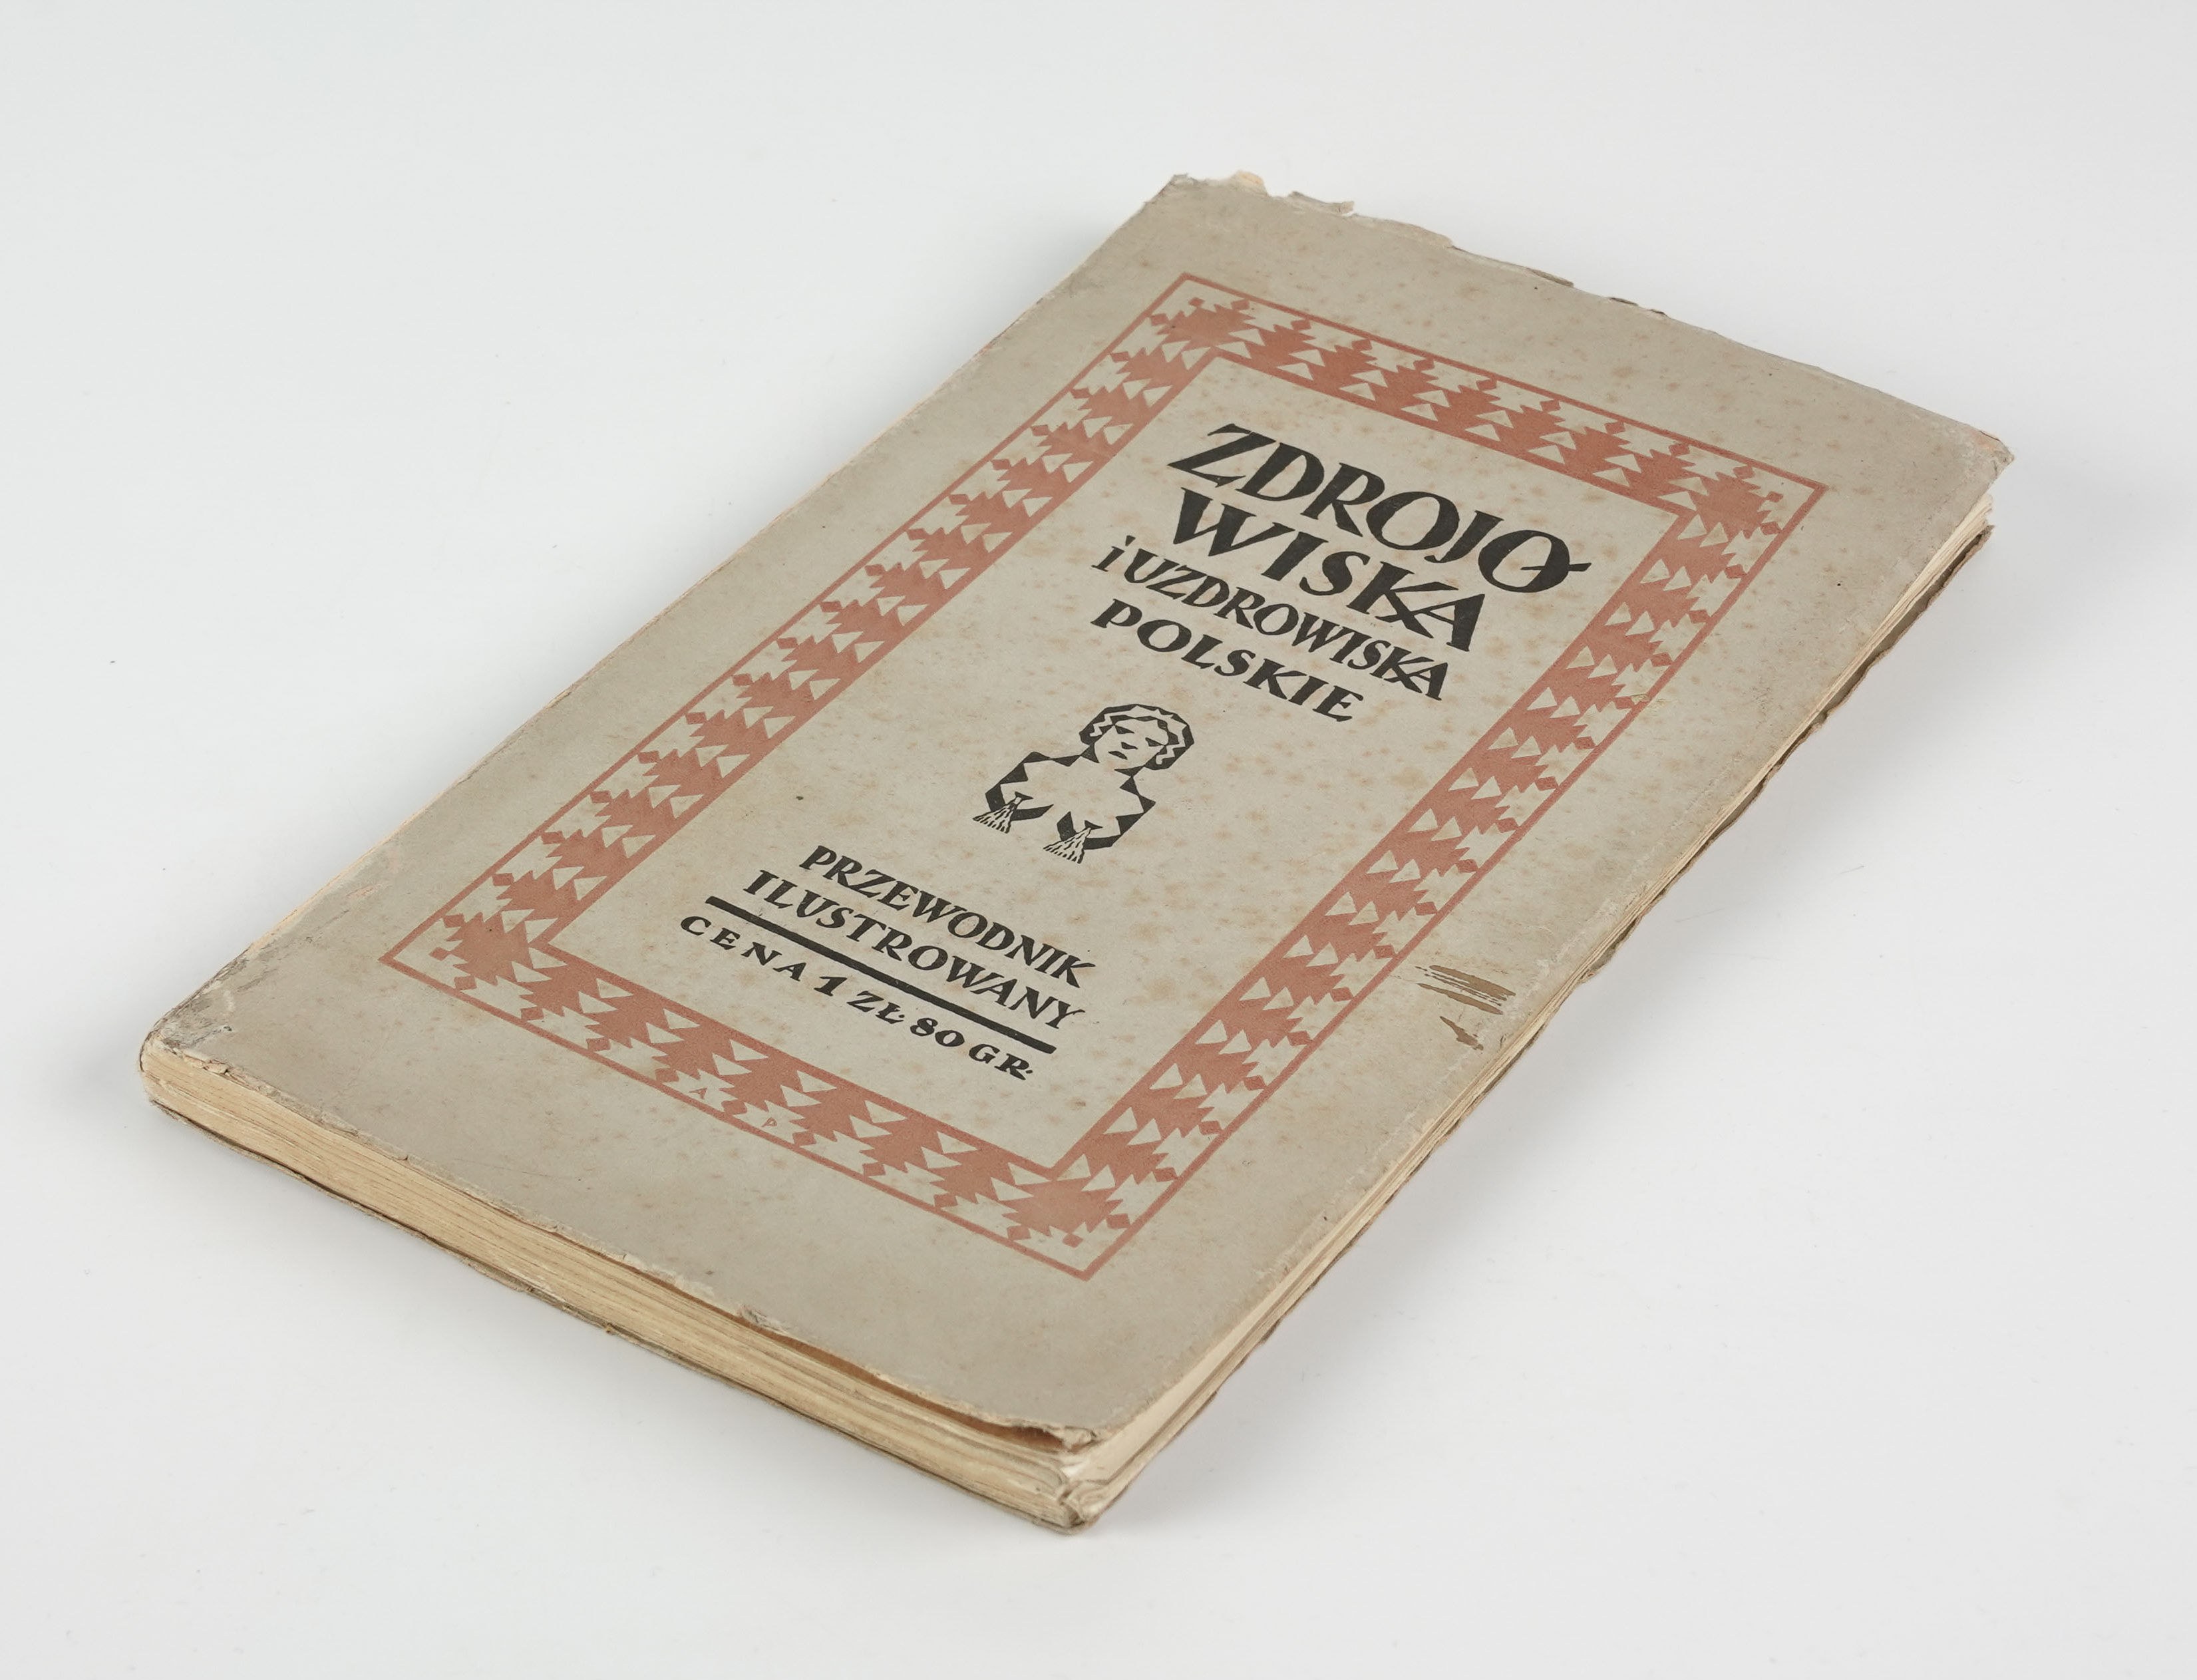 ZDROJO
WISKA
i UZDROWISKA
POLSKIE
PRZEWODNIK
ILUSTROWANY
CENA 1 ZŁ. 80 GR.
A P